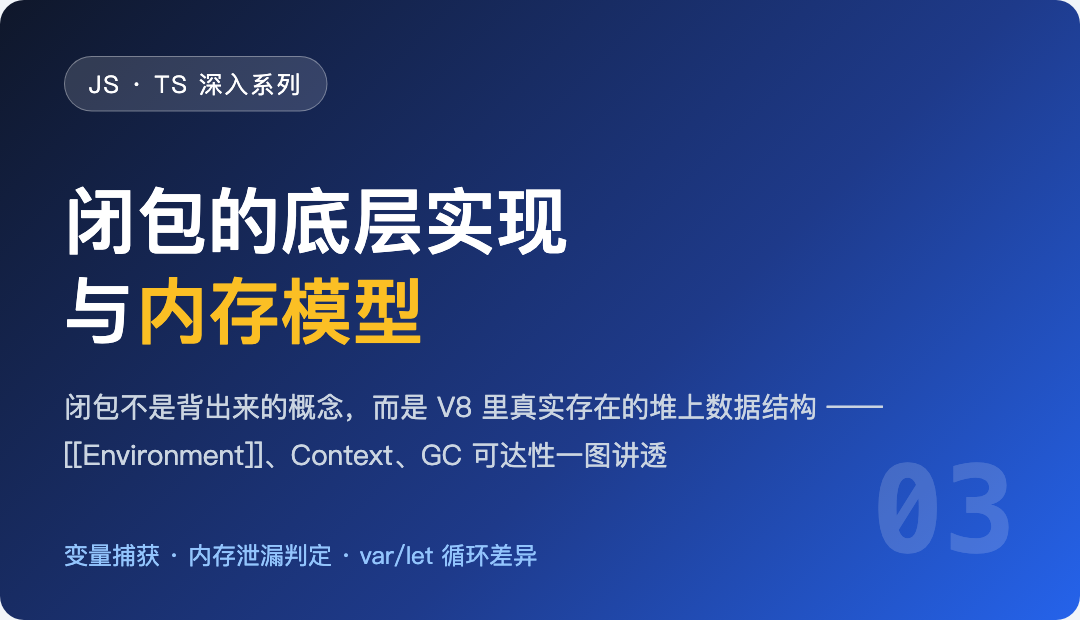 JS · TS 深入系列
闭包的底层实现
与内存模型
闭包不是背出来的概念，而是 V8 里真实存在的堆上数据结构 ——
[[Environment]]、Context、GC 可达性一图讲透
03
变量捕获 · 内存泄漏判定 · var/let 循环差异